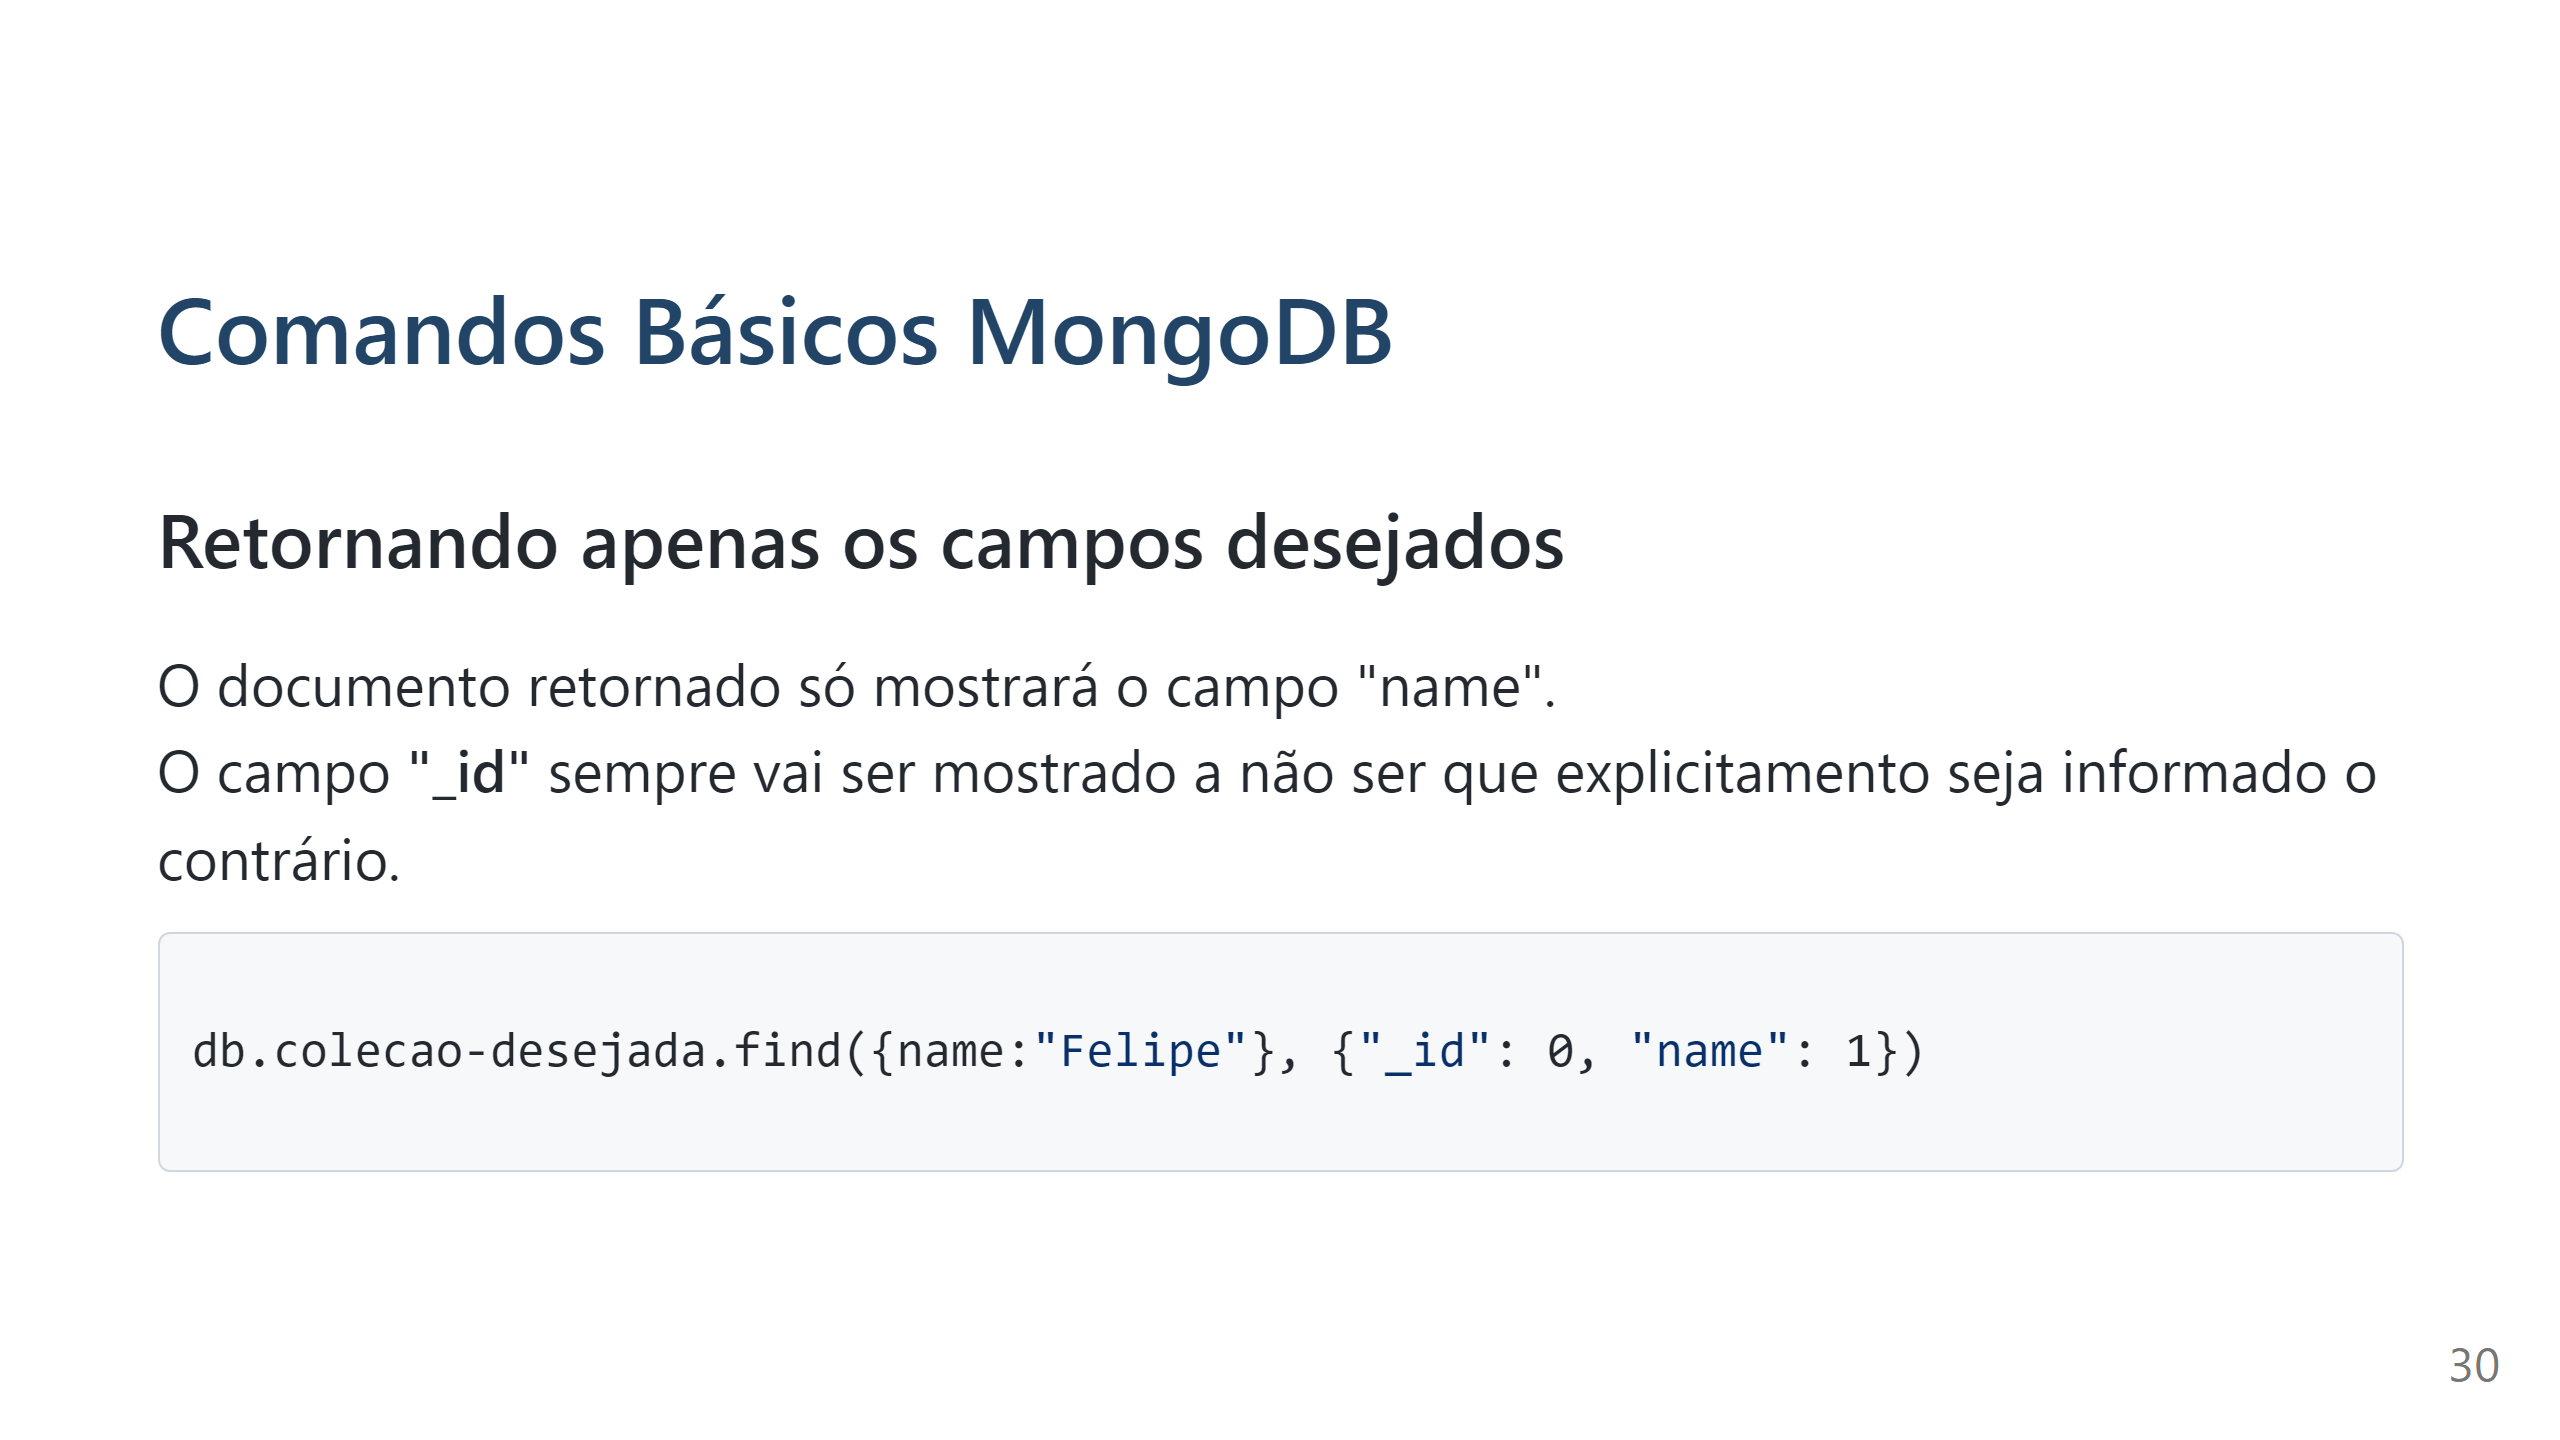 Comandos Básicos MongoDB
Retornando apenas os campos desejados
O documento retornado só mostrará o campo "name".
O campo "_id" sempre vai ser mostrado a não ser que explicitamento seja informado o
contrário.
db.colecao-desejada.find({name:"Felipe"}, {"_id": 0, "name": 1})
30